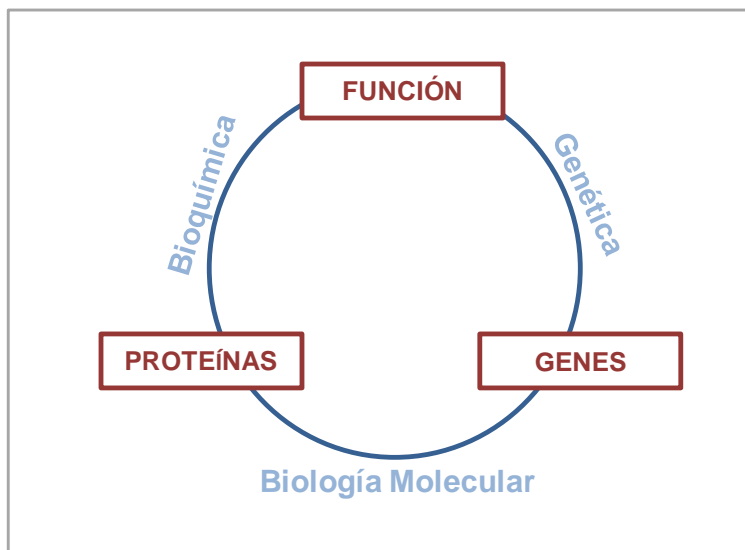 FUNCIÓN
Bioquímica
Genética
PROTEíNAS
GENES
Biología Molecular